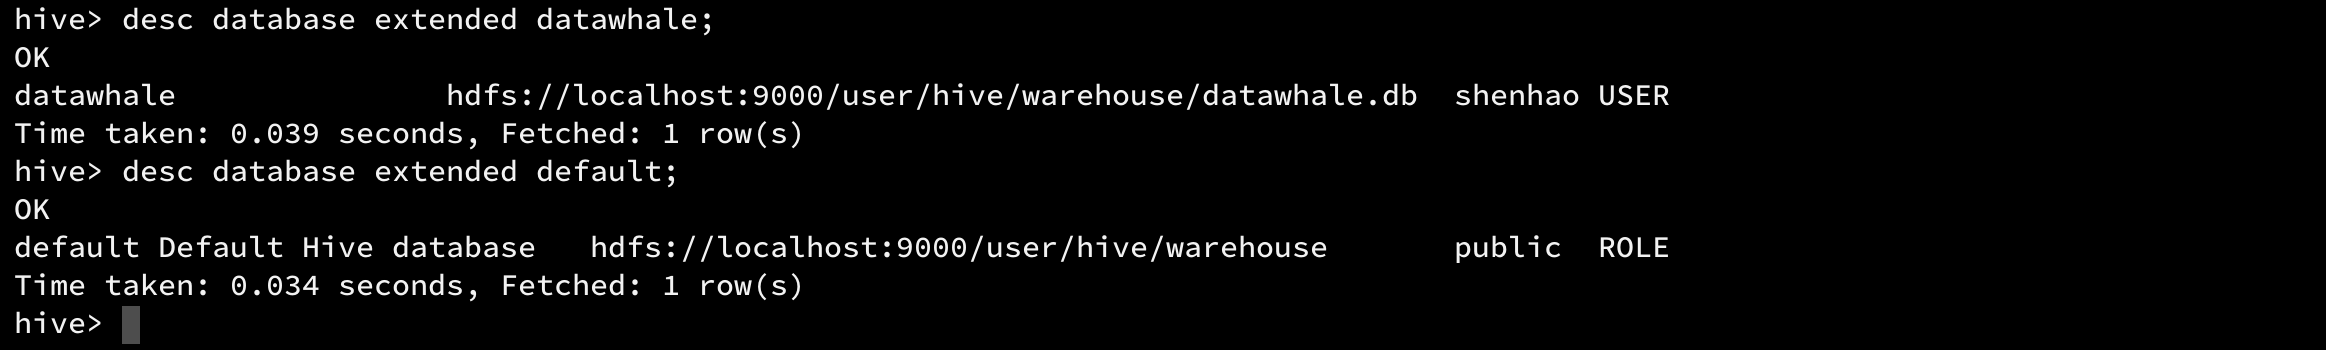 hive> desc database extended datawhale;
OK
datawhale               hdfs://localhost:9000/user/hive/warehouse/datawhale.db  shenhao USER
Time taken: 0.039 seconds, Fetched: 1 row(s)
hive> desc database extended default;
OK
default Default Hive database   hdfs://localhost:9000/user/hive/warehouse       public  ROLE
Time taken: 0.034 seconds, Fetched: 1 row(s)
hive>